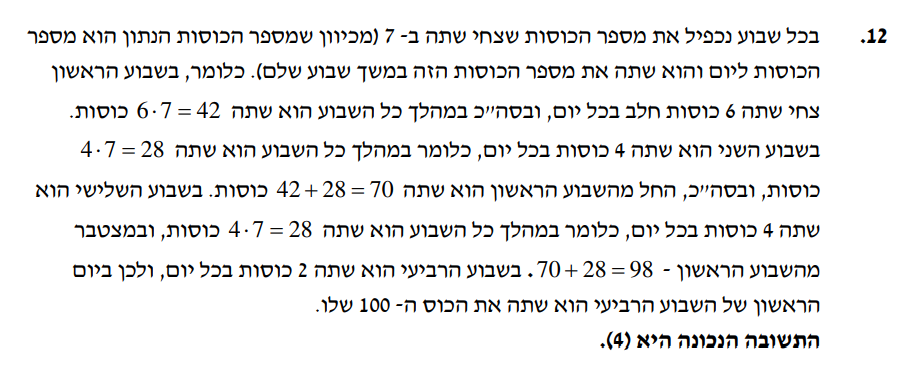 12. בכל שבוע נכפיל את מספר הכוסות שצחי שתה ב- 7 (מכיוון שמספר הכוסות הנתון הוא מספר
הכוסות ליום והוא שתה את מספר הכוסות הזה במשך שבוע שלם). כלומר, בשבוע הראשון
צחי שתה 6 כוסות חלב בכל יום, ובסה״כ במהלך כל השבוע הוא שתה 6·7 = 42 כוסות.
בשבוע השני הוא שתה 4 כוסות בכל יום, כלומר במהלך כל השבוע הוא שתה 4·7 = 28
כוסות, ובסה״כ, החל מהשבוע הראשון הוא שתה 42 + 28 = 70 כוסות. בשבוע השלישי הוא
שתה 4 כוסות בכל יום, כלומר במהלך כל השבוע הוא שתה 4·7 = 28 כוסות, ובמצטבר
מהשבוע הראשון - 70 + 28 = 98. בשבוע הרביעי הוא שתה 2 כוסות בכל יום, ולכן ביום
הראשון של השבוע הרביעי הוא שתה את הכוס ה- 100 שלו.
התשובה הנכונה היא (4).